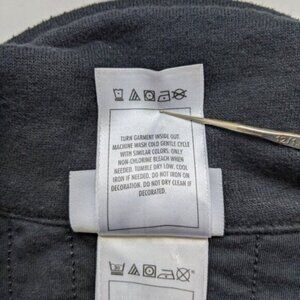 TURN GARMENT INSIDE OUT.
MACHINE WASH COLD GENTLE CYCLE
WITH SIMILAR COLORS. ONLY
NON-CHLORINE BLEACH WHEN
NEEDED. TUMBLE DRY LOW. COOL
IRON IF NEEDED. DO NOT IRON ON
DECORATION. DO NOT DRY CLEAN IF
DECORATED.